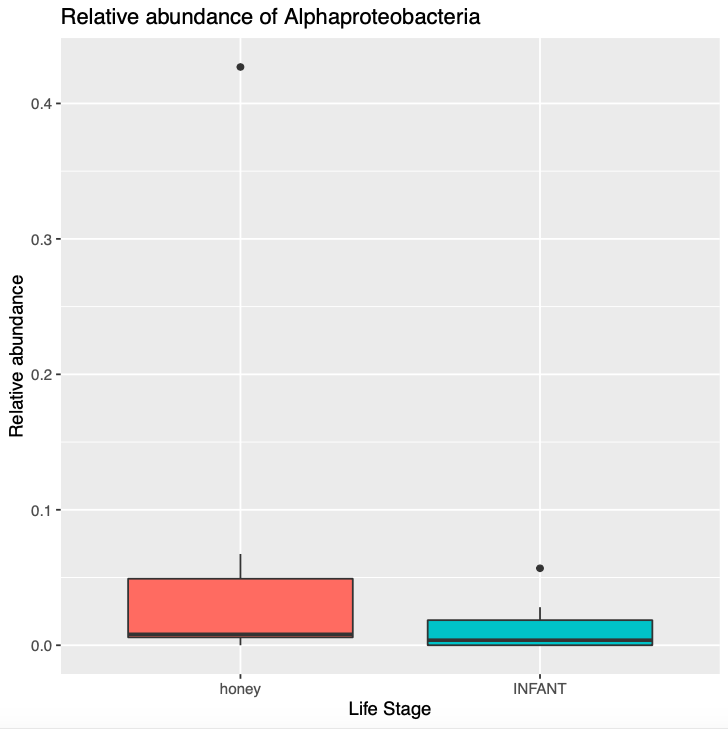 Relative abundance of Alphaproteobacteria
Relative abundance
0.4
0.3
0.2
0.1
0.0
honey INFANT
Life Stage